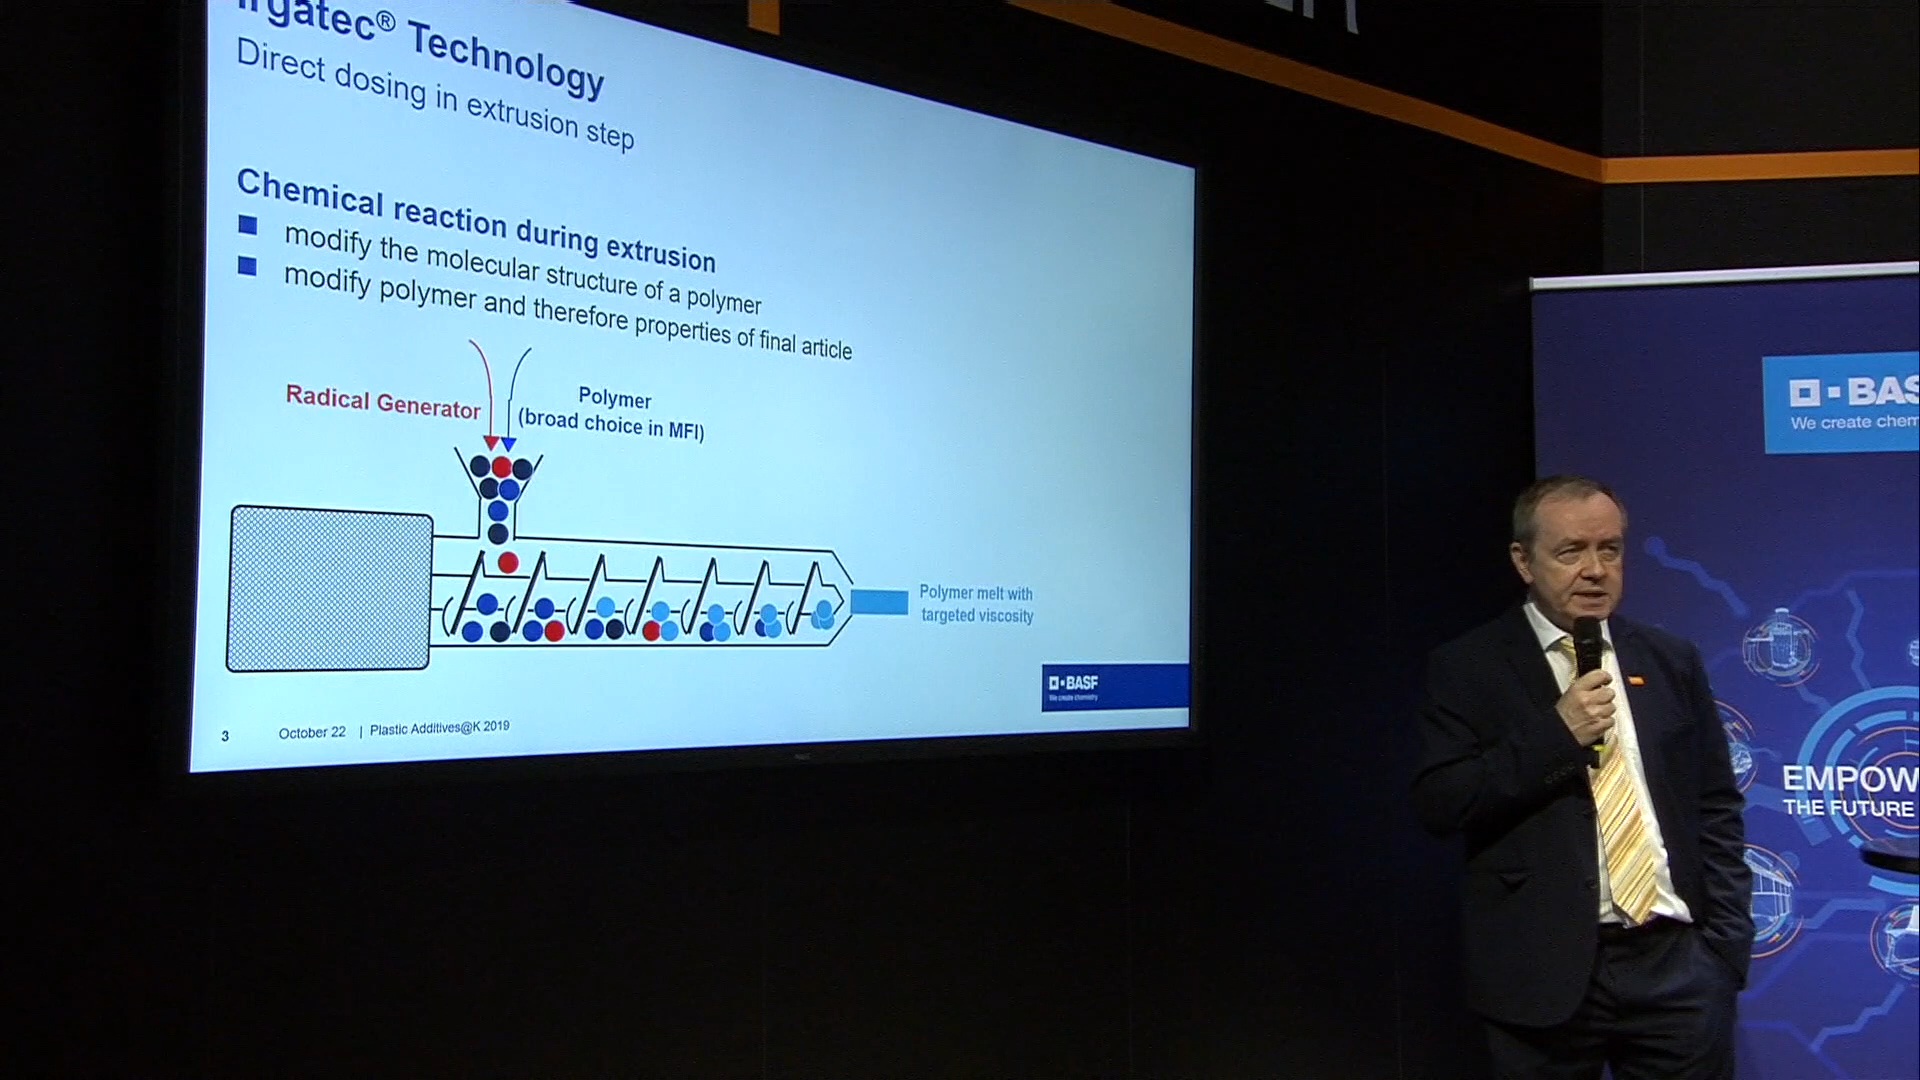 Irgatec® Technology
Direct dosing in extrusion step
Chemical reaction during extrusion
modify the molecular structure of a polymer
modify polymer and therefore properties of final article
Radical Generator
Polymer
(broad choice in MFI)
Polymer melt with
targeted viscosity
BASF
We create chemistry
3 October 22 | Plastic Additives@K 2019
BAS
We create chem
EMPOW
THE FUTURE